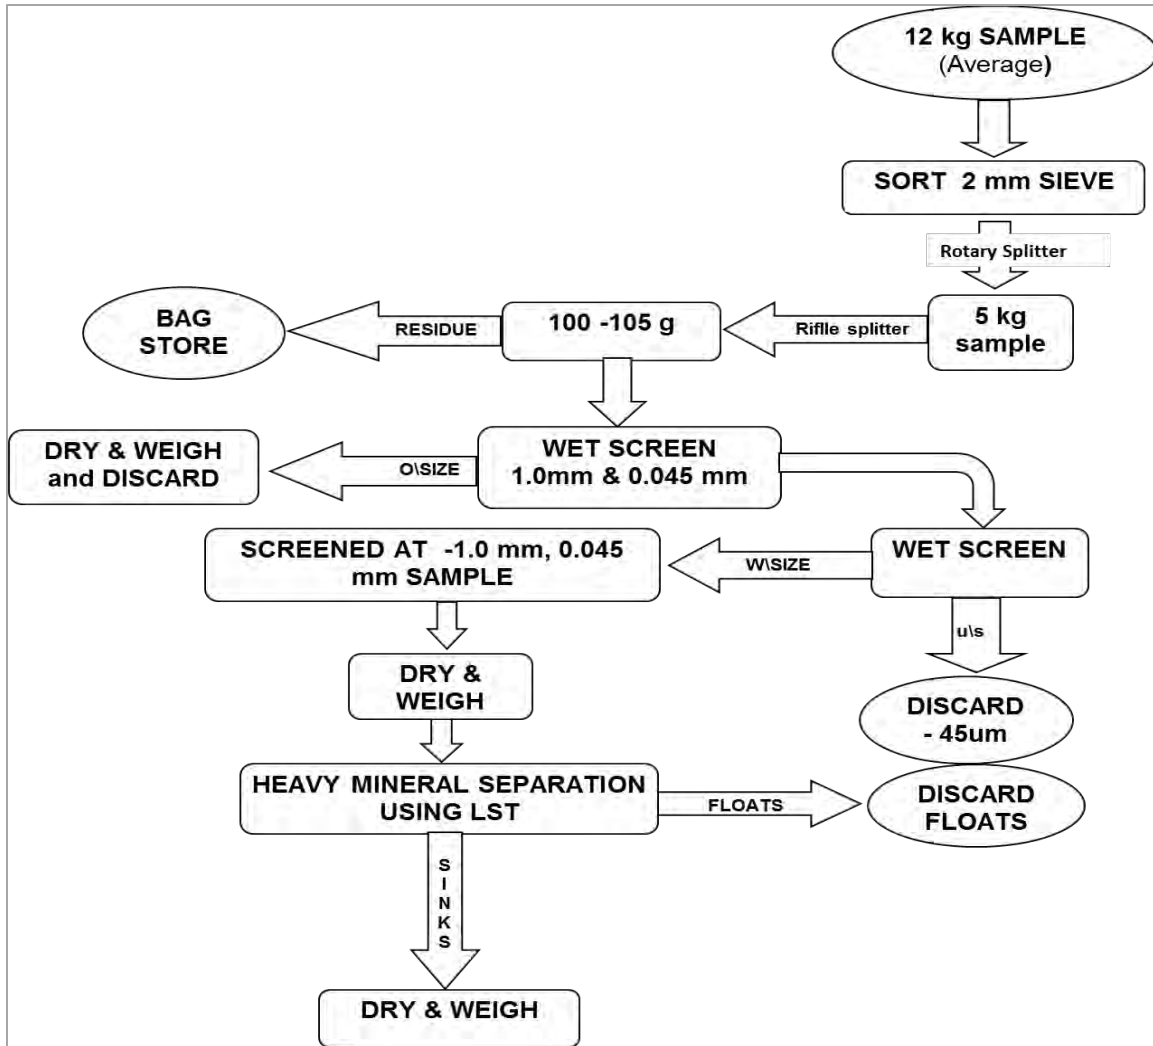 12 kg SAMPLE
(Average)
SORT 2 mm SIEVE
Rotary Splitter
5 kg
sample
Riflle splitter
100 -105 g
RESIDUE
BAG
STORE
WET SCREEN
1.0mm & 0.045 mm
O\SIZE
DRY & WEIGH
and DISCARD
WET SCREEN
W\SIZE
SCREENED AT -1.0 mm, 0.045
mm SAMPLE
u\s
DISCARD
- 45um
DRY &
WEIGH
HEAVY MINERAL SEPARATION
USING LST
FLOATS
DISCARD
FLOATS
SINKS
DRY & WEIGH